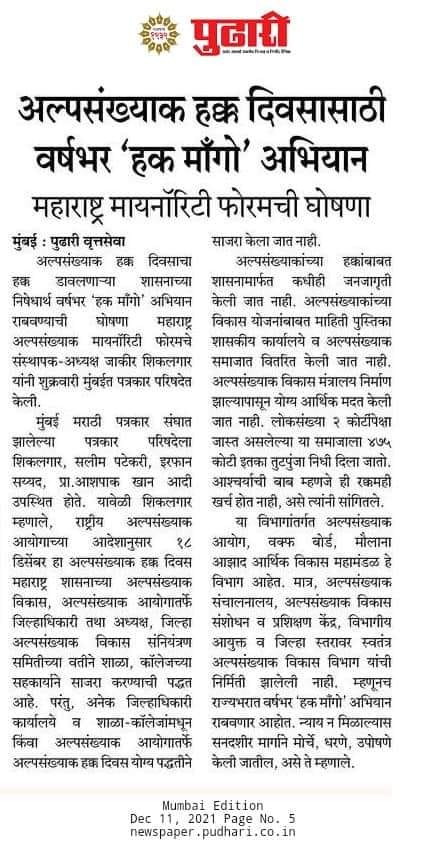 पुढारी
अल्पसंख्याक हक्क दिवसासाठी
वर्षभर ‘हक माँगो’ अभियान
महाराष्ट्र मायनॉरिटी फोरमची घोषणा
मुंबई : पुढारी वृत्तसेवा
अल्पसंख्याक हक्क दिवसाचा
हक्क डावलणाऱ्या शासनाच्या
निषेधार्थ वर्षभर ‘हक माँगो’ अभियान
राबवण्याची घोषणा महाराष्ट्र
अल्पसंख्याक मायनॉरिटी फोरमचे
संस्थापक-अध्यक्ष जाकीर शिकलगार
यांनी शुक्रवारी मुंबईत पत्रकार परिषदेत
केली.
मुंबई मराठी पत्रकार संघात
झालेल्या पत्रकार परिषदेला
शिकलगार, सलीम पटेकरी, इरफान
सय्यद, प्रा.आशपाक खान आदी
उपस्थित होते. यावेळी शिकलगार
म्हणाले, राष्ट्रीय अल्पसंख्याक
आयोगाच्या आदेशानुसार १८
डिसेंबर हा अल्पसंख्याक हक्क दिवस
महाराष्ट्र शासनाच्या अल्पसंख्याक
विकास, अल्पसंख्याक आयोगातर्फे
जिल्हाधिकारी तथा अध्यक्ष, जिल्हा
अल्पसंख्याक विकास संनियंत्रण
समितीच्या वतीने शाळा, कॉलेजच्या
सहकार्याने साजरा करण्याची पद्धत
आहे. परंतु, अनेक जिल्हाधिकारी
कार्यालये व शाळा-कॉलेजांमधून
किंवा अल्पसंख्याक आयोगातर्फे
अल्पसंख्याक हक्क दिवस योग्य पद्धतीने
साजरा केला जात नाही.
अल्पसंख्याकांच्या हक्कांबाबत
शासनामार्फत कधीही जनजागृती
केली जात नाही. अल्पसंख्याकांच्या
विकास योजनांबाबत माहिती पुस्तिका
शासकीय कार्यालये व अल्पसंख्याक
समाजात वितरित केली जात नाही.
अल्पसंख्याक विकास मंत्रालय निर्माण
झाल्यापासून योग्य आर्थिक मदत केली
जात नाही. लोकसंख्या २ कोटींपेक्षा
जास्त असलेल्या या समाजाला ४७५
कोटी इतका तुटपुंजा निधी दिला जातो.
आश्चर्याची बाब म्हणजे ही रक्कमही
खर्च होत नाही, असे त्यांनी सांगितले.
या विभागांतर्गत अल्पसंख्याक
आयोग, वक्फ बोर्ड, मौलाना
आझाद आर्थिक विकास महामंडळ हे
विभाग आहेत. मात्र, अल्पसंख्याक
संचालनालय, अल्पसंख्याक विकास
संशोधन व प्रशिक्षण केंद्र, विभागीय
आयुक्त व जिल्हा स्तरावर स्वतंत्र
अल्पसंख्याक विकास विभाग यांची
निर्मिती झालेली नाही. म्हणूनच
राज्यभरात वर्षभर ‘हक माँगो’ अभियान
राबवणार आहोत. न्याय न मिळाल्यास
सनदशीर मार्गाने मोर्चे, धरणे, उपोषणे
केली जातील, असे ते म्हणाले.
Mumbai Edition
Dec 11, 2021 Page No. 5
newspaper.pudhari.co.in